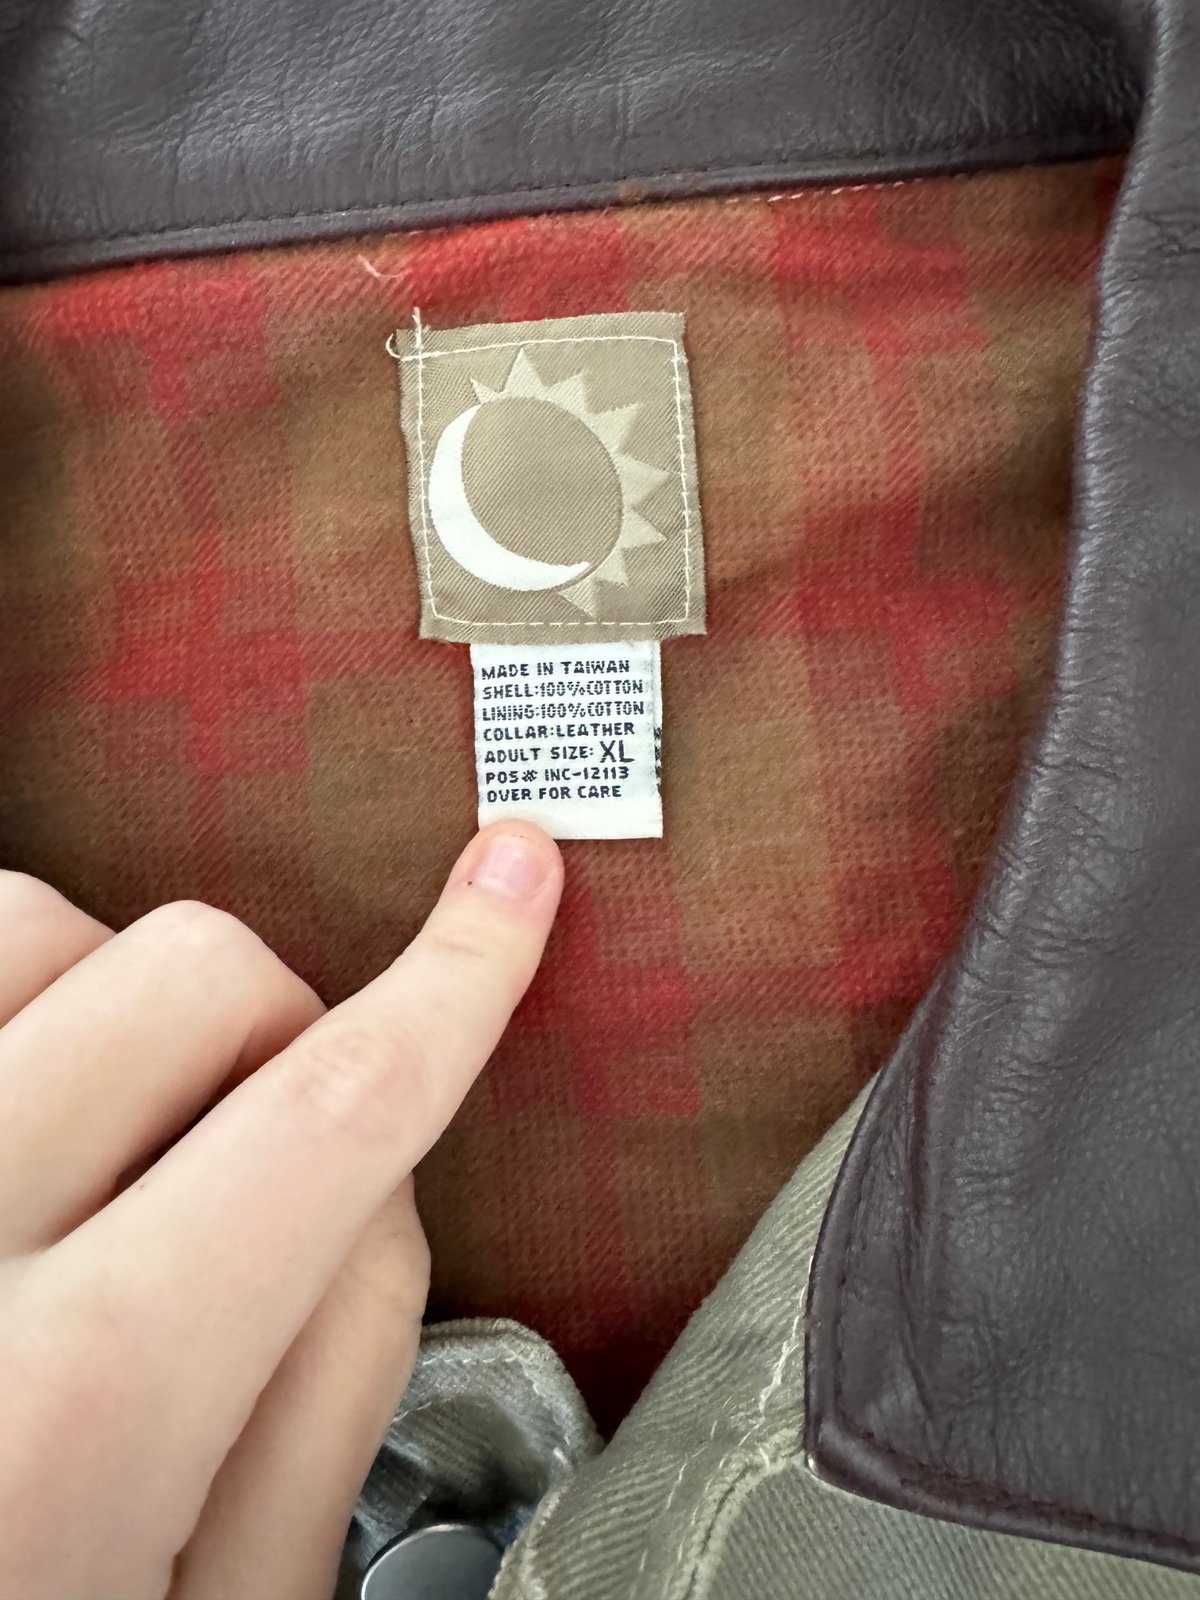 MADE IN TAIWAN
SHELL:100%COTTON
LINING:100%COTTON
COLLAR:LEATHER
ADULT SIZE: XL
POS# INC-12113
OVER FOR CARE